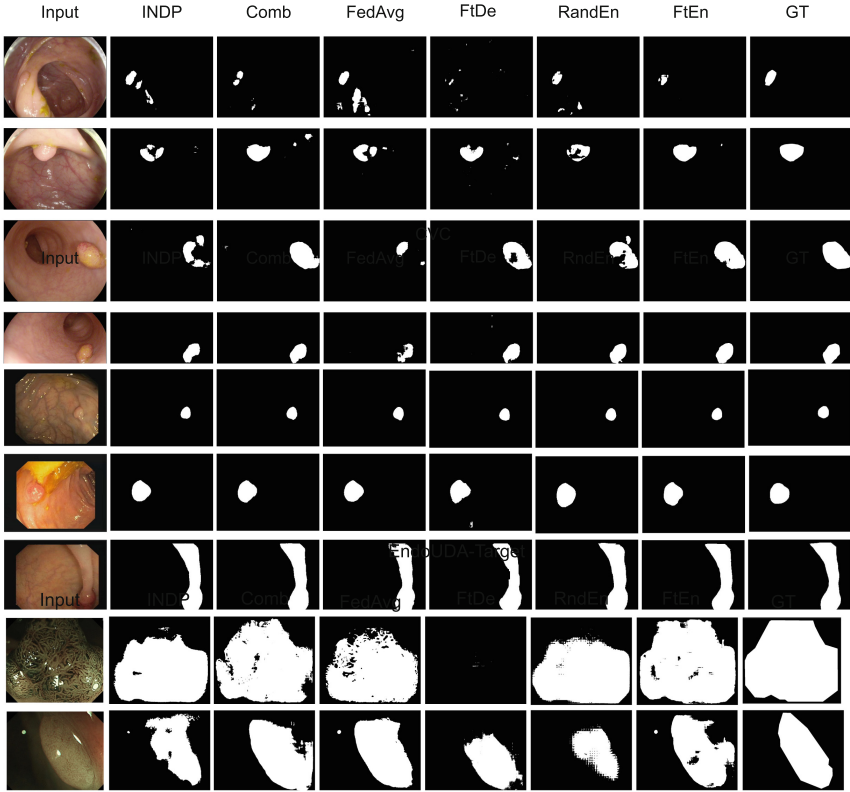 Input INDP Comb FedAvg FtDe RandEn FtEn GT
CVC
Input INDP Comb FedAvg FtDe RndEn FtEn GT
EndoUDA-Target
Input INDP Comb FedAvg FtDe RndEn FtEn GT